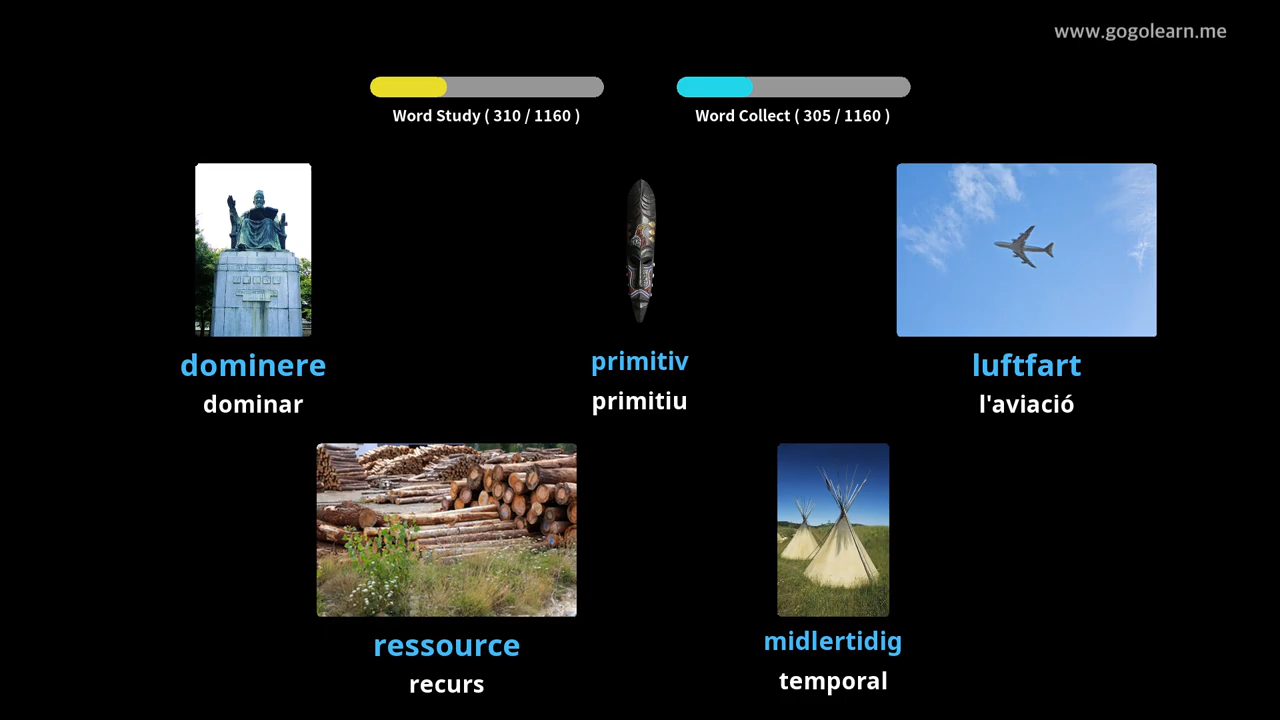 www.gogolearn.me
Word Study ( 310 / 1160 )
Word Collect ( 305 / 1160 )
dominere
dominar
primitiv
primitiu
luftfart
l'aviació
ressource
recurs
midlertidig
temporal